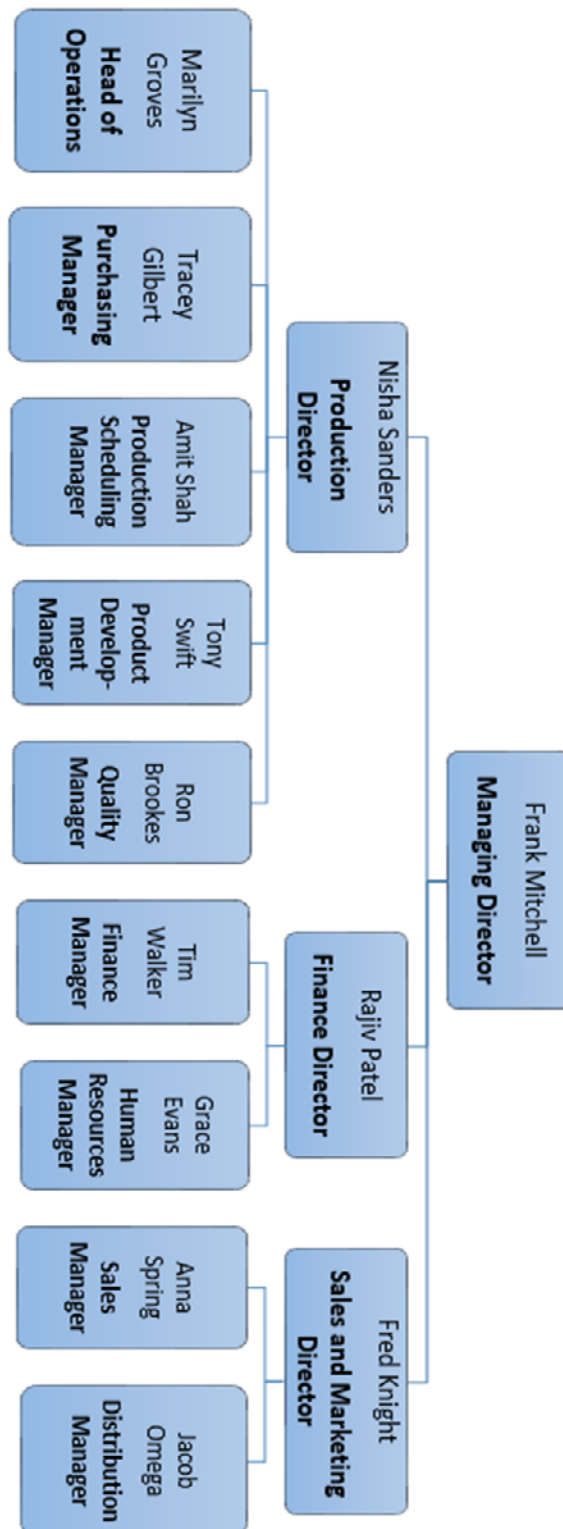 Frank Mitchell
Managing Director
Nisha Sanders
Production
Director
Rajiv Patel
Finance Director
Fred Knight
Sales and Marketing
Director
Marilyn
Groves
Head of
Operations
Tracey
Gilbert
Purchasing
Manager
Amit Shah
Production
Scheduling
Manager
Tony
Swift
Product
Develop-
ment
Manager
Ron
Brookes
Quality
Manager
Tim
Walker
Finance
Manager
Grace
Evans
Human
Resources
Manager
Anna
Spring
Sales
Manager
Jacob
Omega
Distribution
Manager